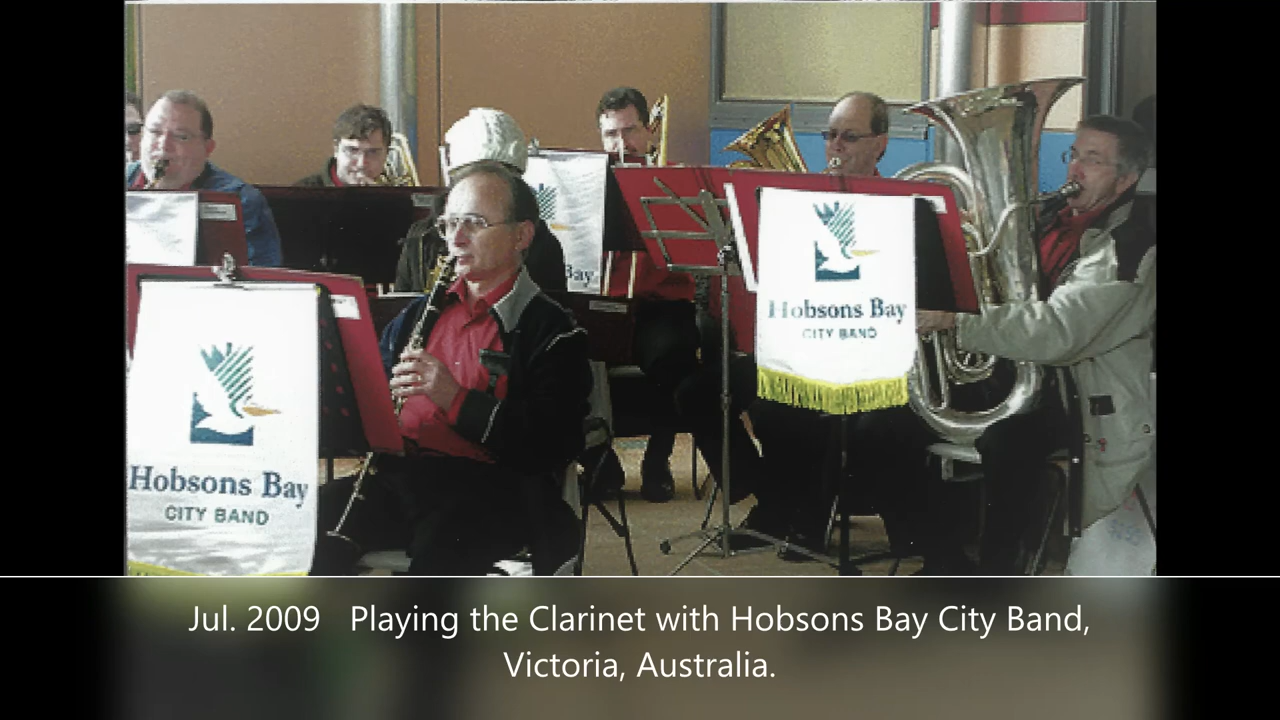 Bay
Hobsons Bay
CITY BAND
Hobsons Bay
CITY BAND
Jul. 2009   Playing the Clarinet with Hobsons Bay City Band,
Victoria, Australia.